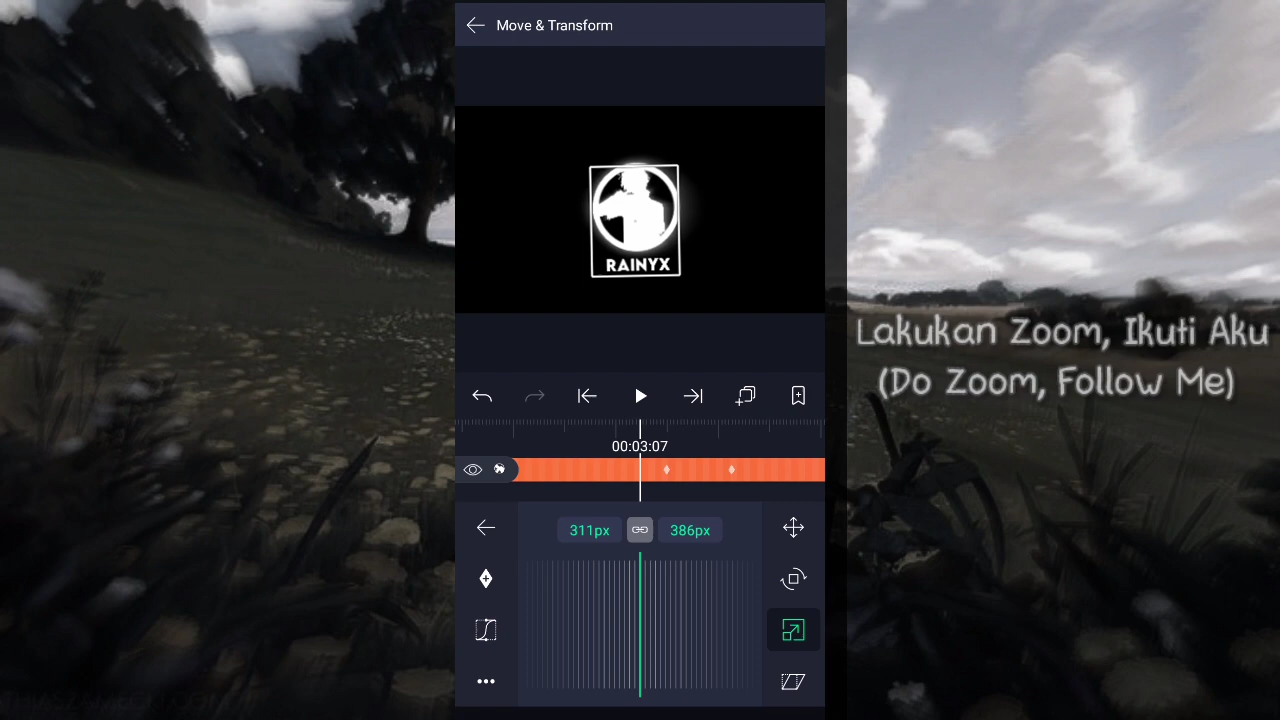 Move & Transform
RAINYX
Lakukan Zoom, Ikuti Aku
(Do Zoom, Follow Me)
00:03:07
311px
386px